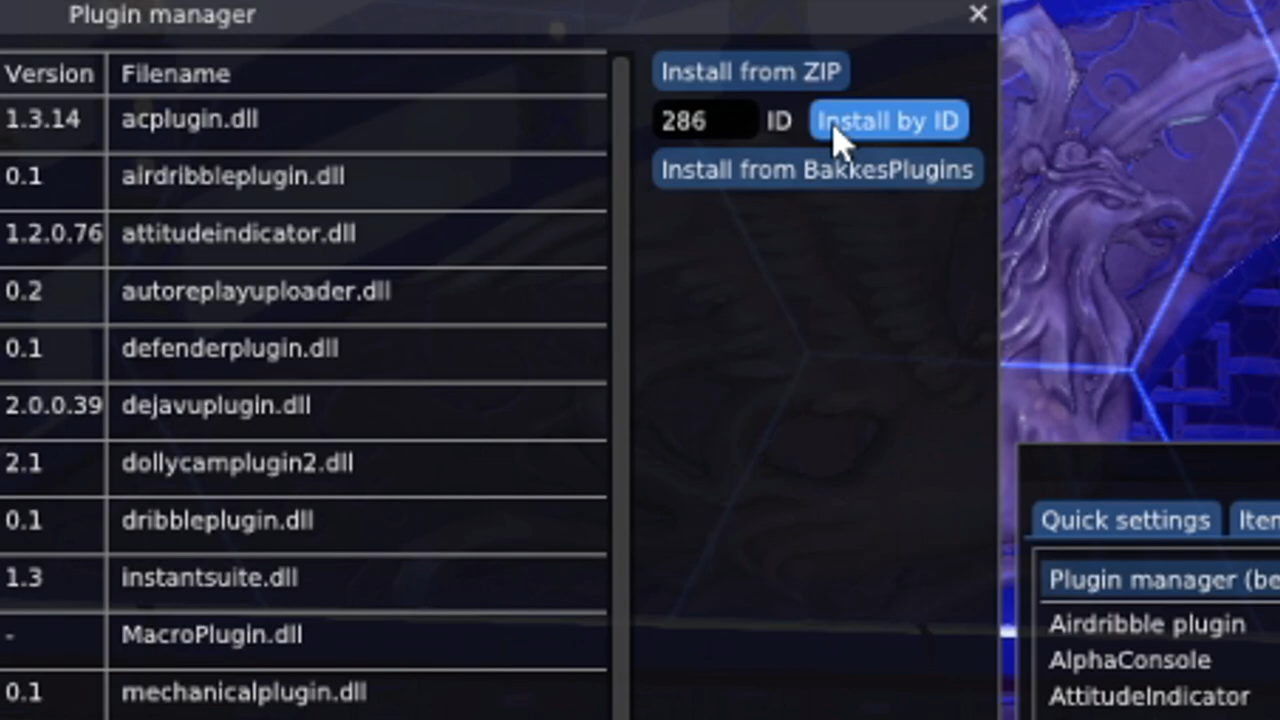 Plugin manager
Version Filename
1.3.14 acplugin.dll
0.1 airdribbleplugin.dll
1.2.0.76 attitudeindicator.dll
0.2 autoreplayuploader.dll
0.1 defenderplugin.dll
2.0.0.39 dejavuplugin.dll
2.1 dollycamplugin2.dll
0.1 dribbleplugin.dll
1.3 instantsuite.dll
- MacroPlugin.dll
0.1 mechanicalplugin.dll
Install from ZIP
286 ID Install by ID
Install from BakkesPlugins
Quick settings
Plugin manager
Airdribble plugin
AlphaConsole
AttitudeIndicator